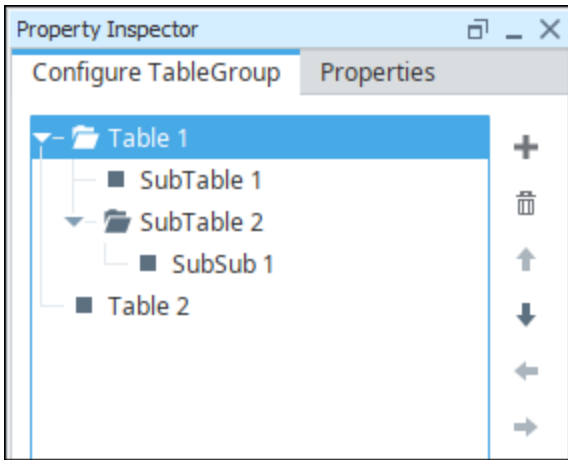 Property Inspector
Configure TableGroup Properties
Table 1
SubTable 1
SubTable 2
SubSub 1
Table 2